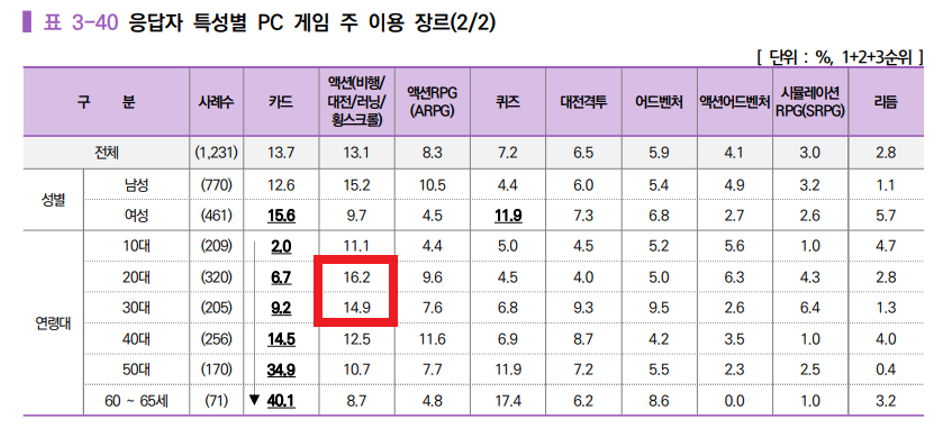 표 3-40 응답자 특성별 PC 게임 주 이용 장르(2/2)
[ 단위 : %, 1+2+3순위 ]
구 분 사례수 카드 액션(비행/대전/러닝/횡스크롤) 액션RPG(ARPG) 퀴즈 대전격투 어드벤처 액션어드벤처 시뮬레이션RPG(SRPG) 리듬
전체 (1,231) 13.7 13.1 8.3 7.2 6.5 5.9 4.1 3.0 2.8
성별
남성 (770) 12.6 15.2 10.5 4.4 6.0 5.4 4.9 3.2 1.1
여성 (461) 15.6 9.7 4.5 11.9 7.3 6.8 2.7 2.6 5.7
연령대
10대 (209) 2.0 11.1 4.4 5.0 4.5 5.2 5.6 1.0 4.7
20대 (320) 6.7 16.2 9.6 4.5 4.0 5.0 6.3 4.3 2.8
30대 (205) 9.2 14.9 7.6 6.8 9.3 9.5 2.6 6.4 1.3
40대 (256) 14.5 12.5 11.6 6.9 8.7 4.2 3.5 1.0 4.0
50대 (170) 34.9 10.7 7.7 11.9 7.2 5.5 2.3 2.5 0.4
60 ~ 65세 (71) ▼ 40.1 8.7 4.8 17.4 6.2 8.6 0.0 1.0 3.2